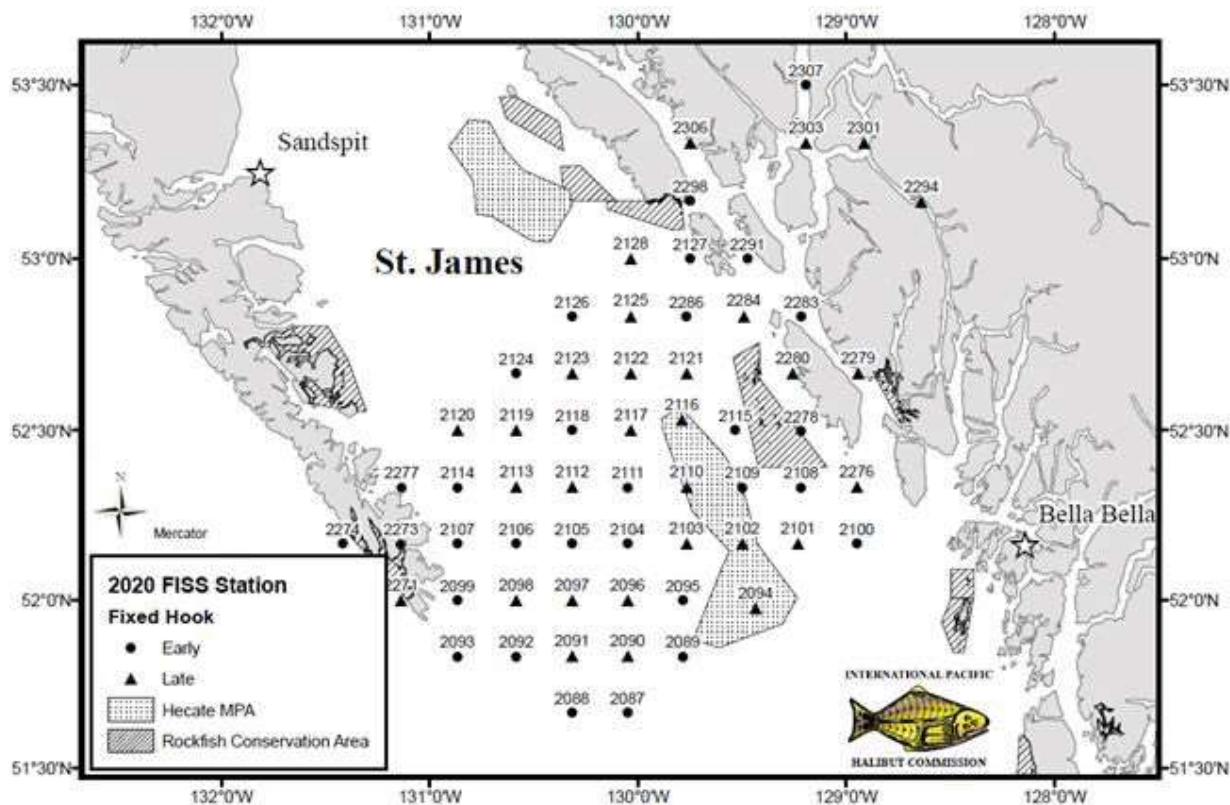 132°0'W 131°0'W 130°0'W 129°0'W 128°0'W
53°30'N 2307 53°30'N
2306 2303 2301
Sandspit
2298 2294
53°0'N 2128 2127 2291 53°0'N
St. James
2126 2125 2286 2284 2283
2124 2123 2122 2121 2280 2279
52°30'N 2120 2119 2118 2117 2116 2115 2278 52°30'N
2277 2114 2113 2112 2111 2110 2109 2108 2276
N
Mercator
2274 2273 2107 2106 2105 2104 2103 2102 2101 2100
Bella Bella
52°0'N 2271 2099 2098 2097 2096 2095 2094 52°0'N
2093 2092 2091 2090 2089
2088 2087
2020 FISS Station
Fixed Hook
Early
Late
Hecate MPA
Rockfish Conservation Area
INTERNATIONAL PACIFIC
HALIBUT COMMISSION
51°30'N 51°30'N
132°0'W 131°0'W 130°0'W 129°0'W 128°0'W